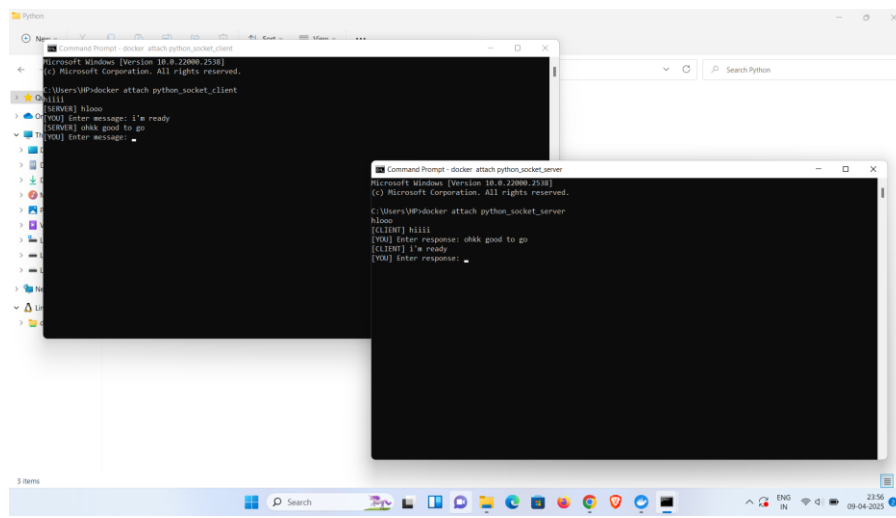 Python
Command Prompt - docker attach python_socket_client
Microsoft Windows [Version 10.0.22000.2538]
(c) Microsoft Corporation. All rights reserved.
C:\Users\HP>docker attach python_socket_client
hiiii
[SERVER] hlooo
[YOU] Enter message: i'm ready
[SERVER] ohkk good to go
[YOU] Enter message:
Search Python
Command Prompt - docker attach python_socket_server
Microsoft Windows [Version 10.0.22000.2538]
(c) Microsoft Corporation. All rights reserved.
C:\Users\HP>docker attach python_socket_server
hlooo
[CLIENT] hiiii
[YOU] Enter response: ohkk good to go
[CLIENT] i'm ready
[YOU] Enter response:
3 items
Search
ENG
IN
23:56
09-04-2025